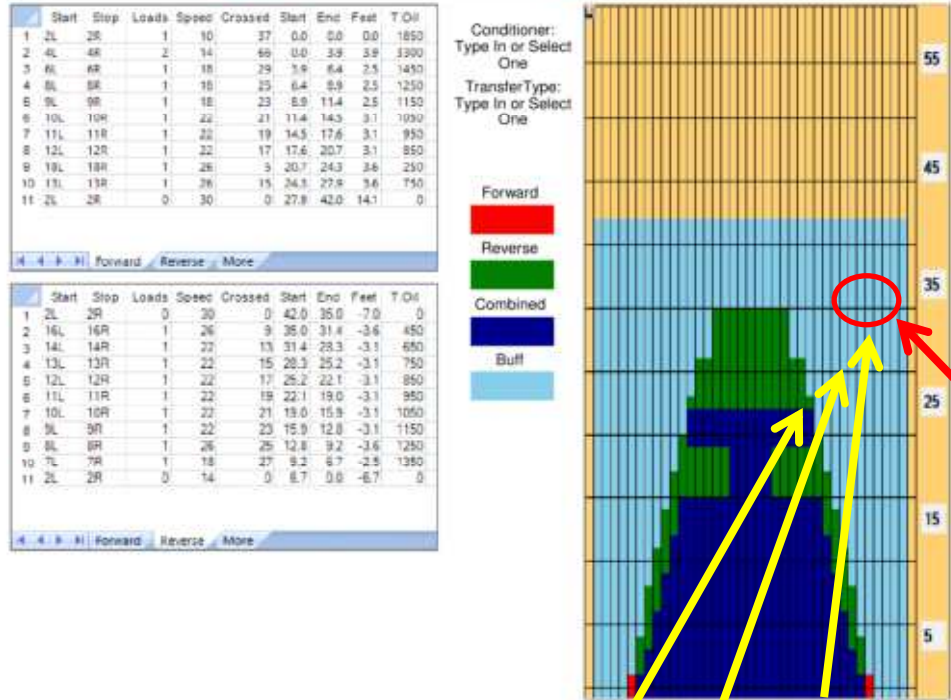 Start Stop Loads Speed Crossed Start End Feet T.Oil
1 2L 2R 1 10 37 0.0 0.0 0.0 1850
2 4L 4R 2 14 66 0.0 3.9 3.9 3300
3 6L 6R 1 18 29 3.9 6.4 2.5 1450
4 8L 8R 1 18 25 6.4 8.9 2.5 1250
5 9L 9R 1 18 23 8.9 11.4 2.5 1150
6 10L 10R 1 22 21 11.4 14.5 3.1 1050
7 11L 11R 1 22 19 14.5 17.6 3.1 950
8 12L 12R 1 22 17 17.6 20.7 3.1 850
9 18L 18R 1 26 5 20.7 24.3 3.6 250
10 13L 13R 1 26 15 24.3 27.9 3.6 750
11 2L 2R 0 30 0 27.9 42.0 14.1 0
Forward Reverse More
Start Stop Loads Speed Crossed Start End Feet T.Oil
1 2L 2R 0 30 0 42.0 35.0 -7.0 0
2 16L 16R 1 26 9 35.0 31.4 -3.6 450
3 14L 14R 1 22 13 31.4 28.3 -3.1 650
4 13L 13R 1 22 15 28.3 25.2 -3.1 750
5 12L 12R 1 22 17 25.2 22.1 -3.1 850
6 11L 11R 1 22 19 22.1 19.0 -3.1 950
7 10L 10R 1 22 21 19.0 15.9 -3.1 1050
8 9L 9R 1 22 23 15.9 12.8 -3.1 1150
9 8L 8R 1 26 25 12.8 9.2 -3.6 1250
10 7L 7R 1 18 27 9.2 6.7 -2.5 1350
11 2L 2R 0 14 0 6.7 0.0 -6.7 0
Forward Reverse More
Conditioner:
Type In or Select
One
TransferType:
Type In or Select
One
Forward
Reverse
Combined
Buff
55
45
35
25
15
5